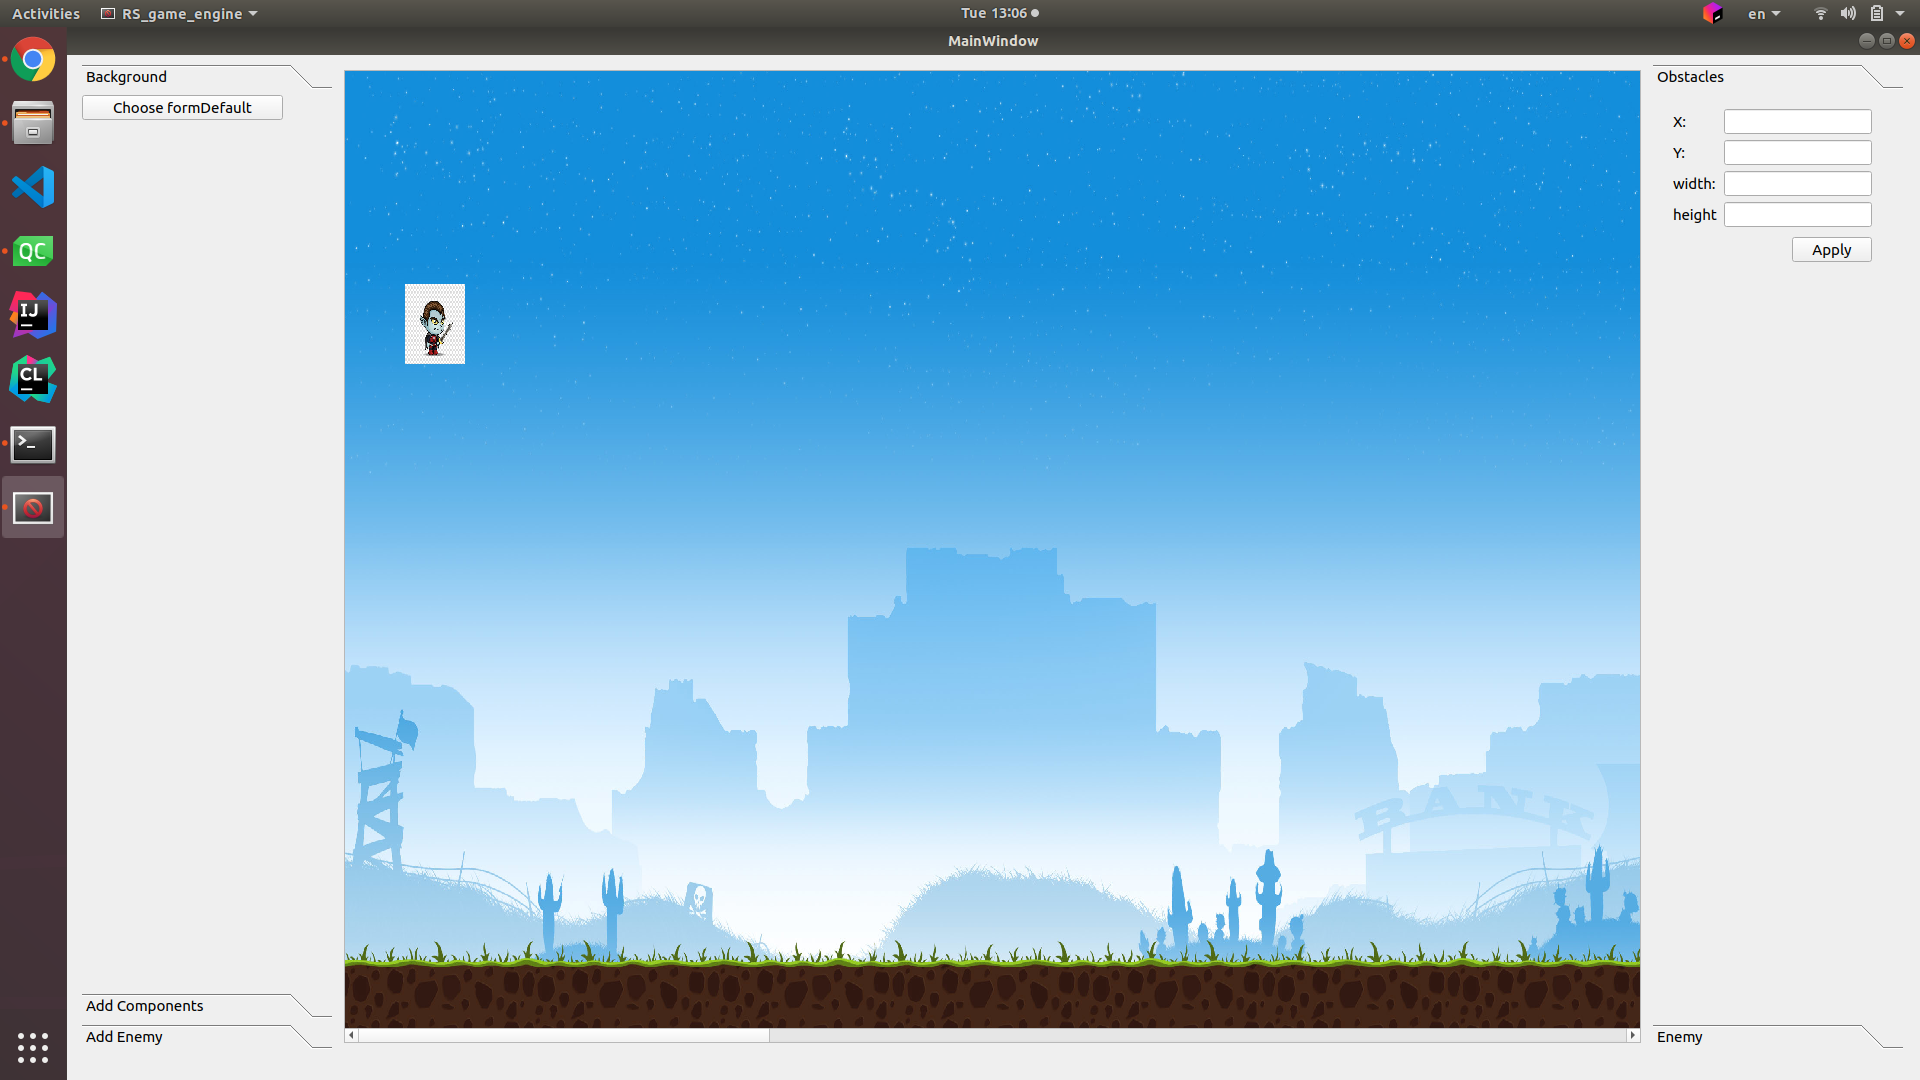 Activities RS_game_engine Tue 13:06 en
MainWindow
Background
Choose formDefault
Obstacles
X:
Y:
width:
height
Apply
QC
IJ
CL
>_
BANK
Add Components
Add Enemy
Enemy